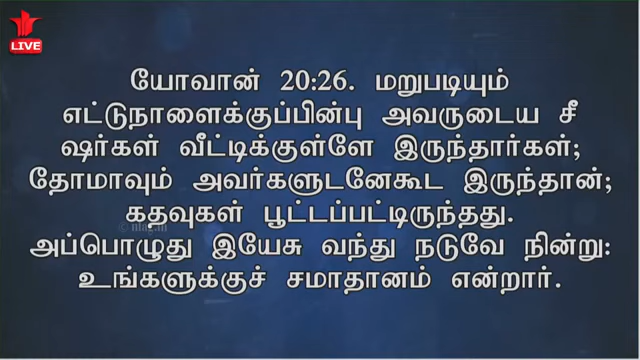 LIVE
யோவான் 20:26. மறுபடியும்
எட்டுநாளைக்குப்பின்பு அவருடைய சீ
ஷர்கள் வீட்டிக்குள்ளே இருந்தார்கள்;
தோமாவும் அவர்களுடனேகூட இருந்தான்;
கதவுகள் பூட்டப்பட்டிருந்தது.
அப்பொழுது இயேசு வந்து நடுவே நின்று:
உங்களுக்குச் சமாதானம் என்றார்.